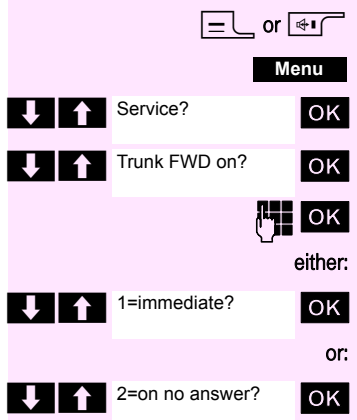 or
Menu
Service? OK
Trunk FWD on? OK
OK
either:
1=immediate? OK
or:
2=on no answer? OK